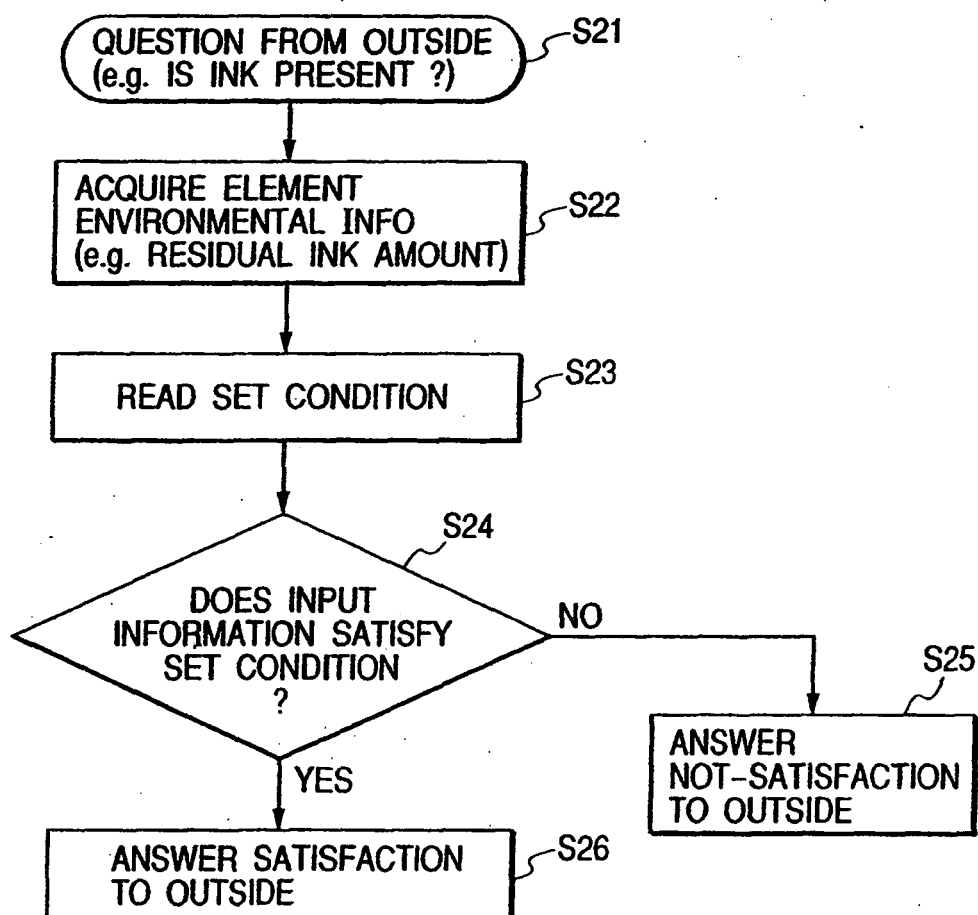 QUESTION FROM OUTSIDE
(e.g. IS INK PRESENT ?)
S21
ACQUIRE ELEMENT
ENVIRONMENTAL INFO
(e.g. RESIDUAL INK AMOUNT)
S22
READ SET CONDITION
S23
S24
DOES INPUT
INFORMATION SATISFY
SET CONDITION
?
NO
YES
S25
ANSWER
NOT-SATISFACTION
TO OUTSIDE
ANSWER SATISFACTION
TO OUTSIDE
S26